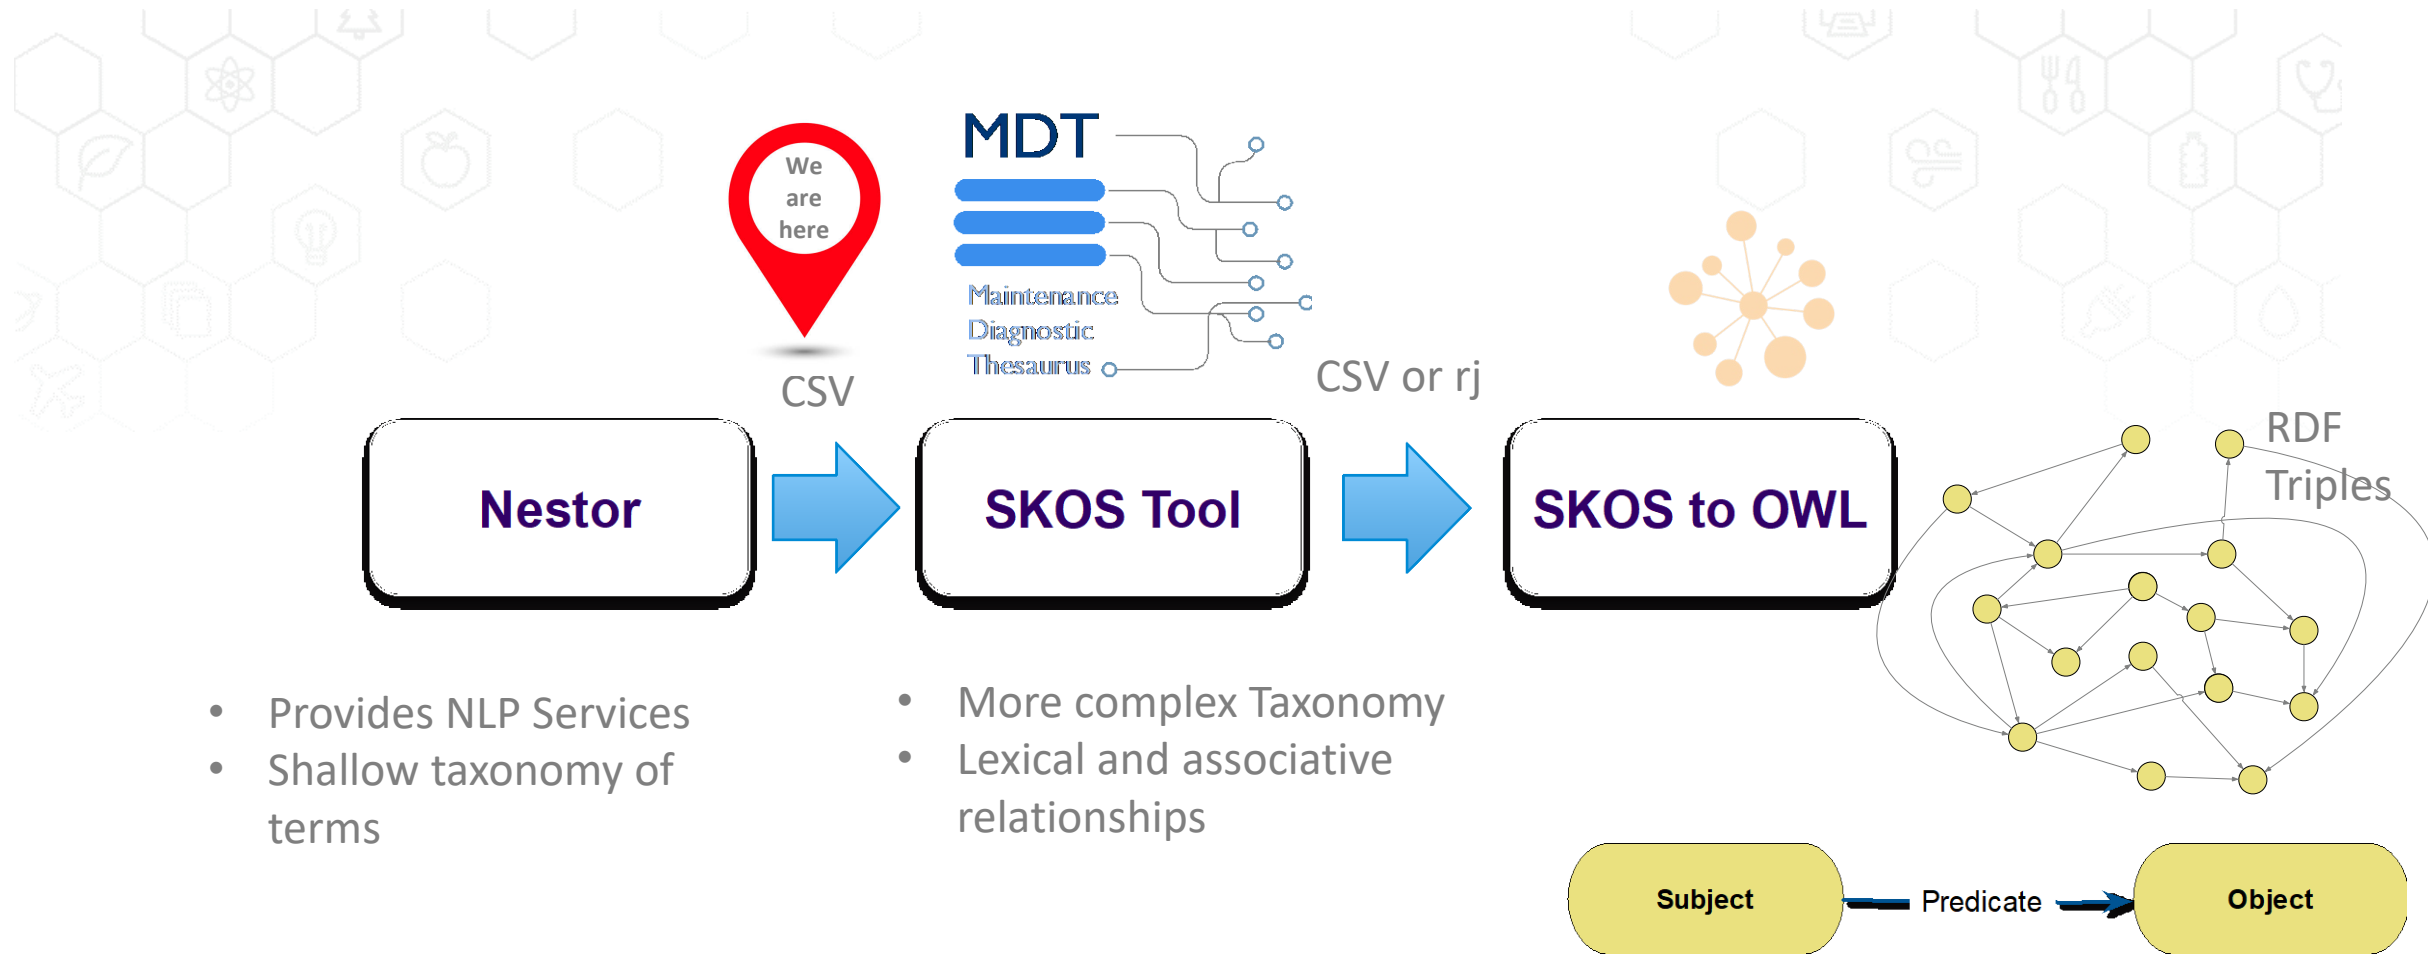 We
are
here
MDT
Maintenance
Diagnostic
Thesaurus
CSV
CSV or rj
Nestor
SKOS Tool
SKOS to OWL
RDF
Triples
• Provides NLP Services
• Shallow taxonomy of
terms
• More complex Taxonomy
• Lexical and associative
relationships
Subject
Predicate
Object